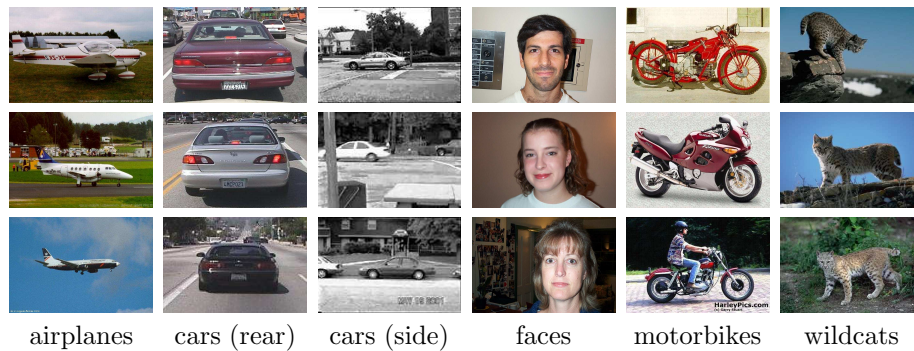 MAY 19 2001
HarleyPics.com
airplanes
cars (rear)
cars (side)
faces
motorbikes
wildcats